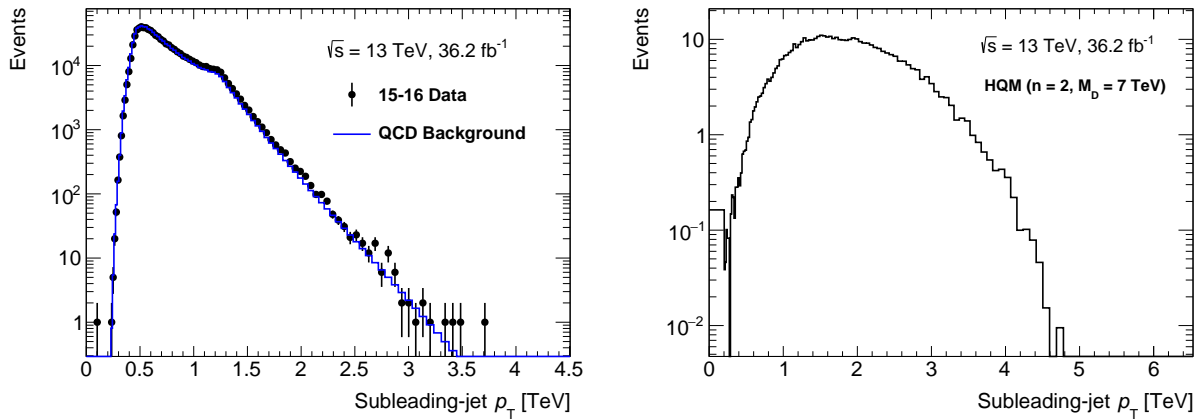 Events
10⁴
10³
10²
10
1
√s = 13 TeV, 36.2 fb⁻¹
15-16 Data
QCD Background
0 0.5 1 1.5 2 2.5 3 3.5 4 4.5
Subleading-jet p_T [TeV]
Events
10
1
10⁻¹
10⁻²
√s = 13 TeV, 36.2 fb⁻¹
HQM (n = 2, M_D = 7 TeV)
0 1 2 3 4 5 6
Subleading-jet p_T [TeV]